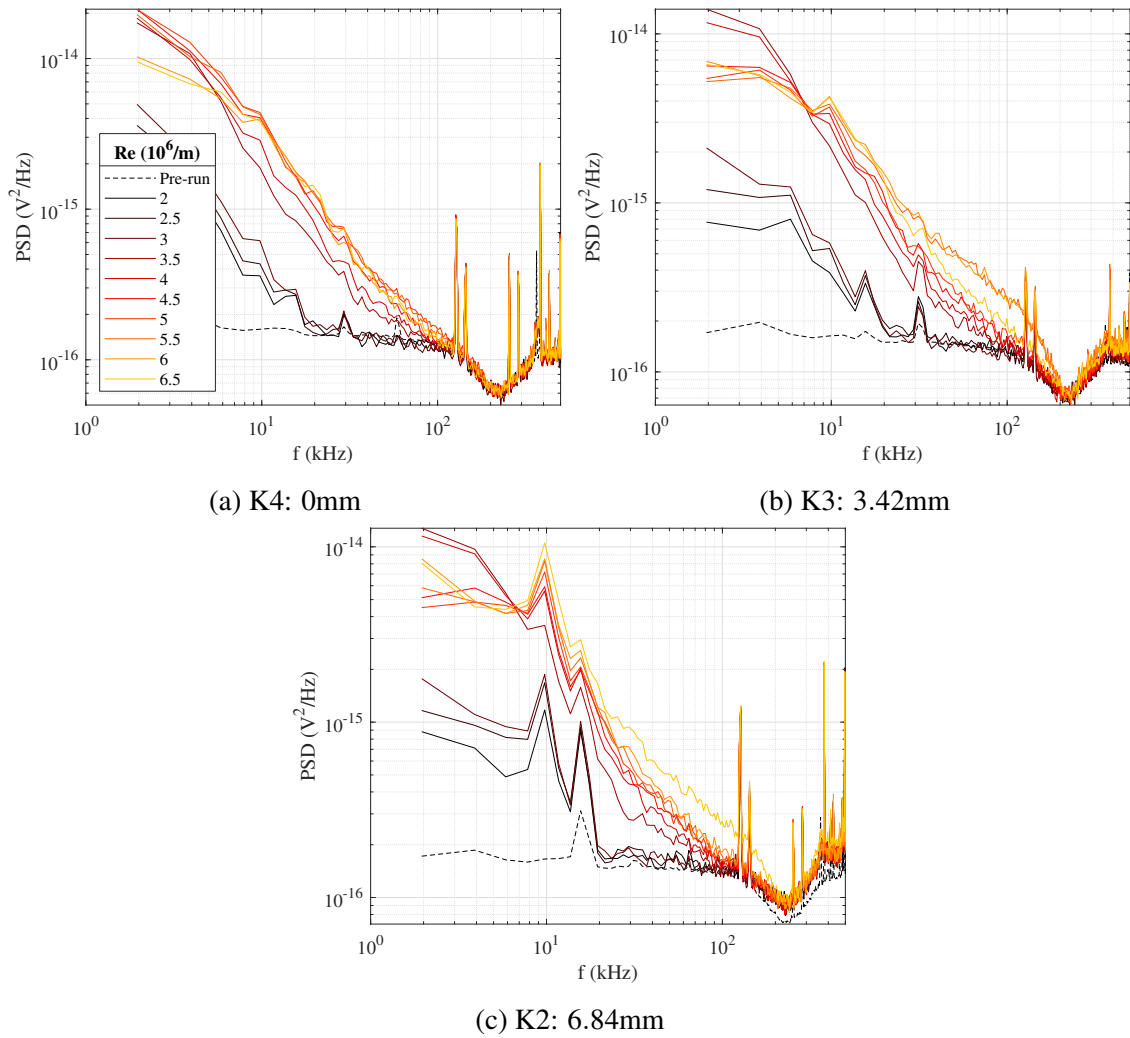 10^-14
10^-15
10^-16
PSD (V^2/Hz)
Re (10^6/m)
Pre-run
2
2.5
3
3.5
4
4.5
5
5.5
6
6.5
10^0
10^1
10^2
f (kHz)
(a) K4: 0mm
10^-14
10^-15
10^-16
PSD (V^2/Hz)
10^0
10^1
10^2
f (kHz)
(b) K3: 3.42mm
10^-14
10^-15
10^-16
PSD (V^2/Hz)
10^0
10^1
10^2
f (kHz)
(c) K2: 6.84mm